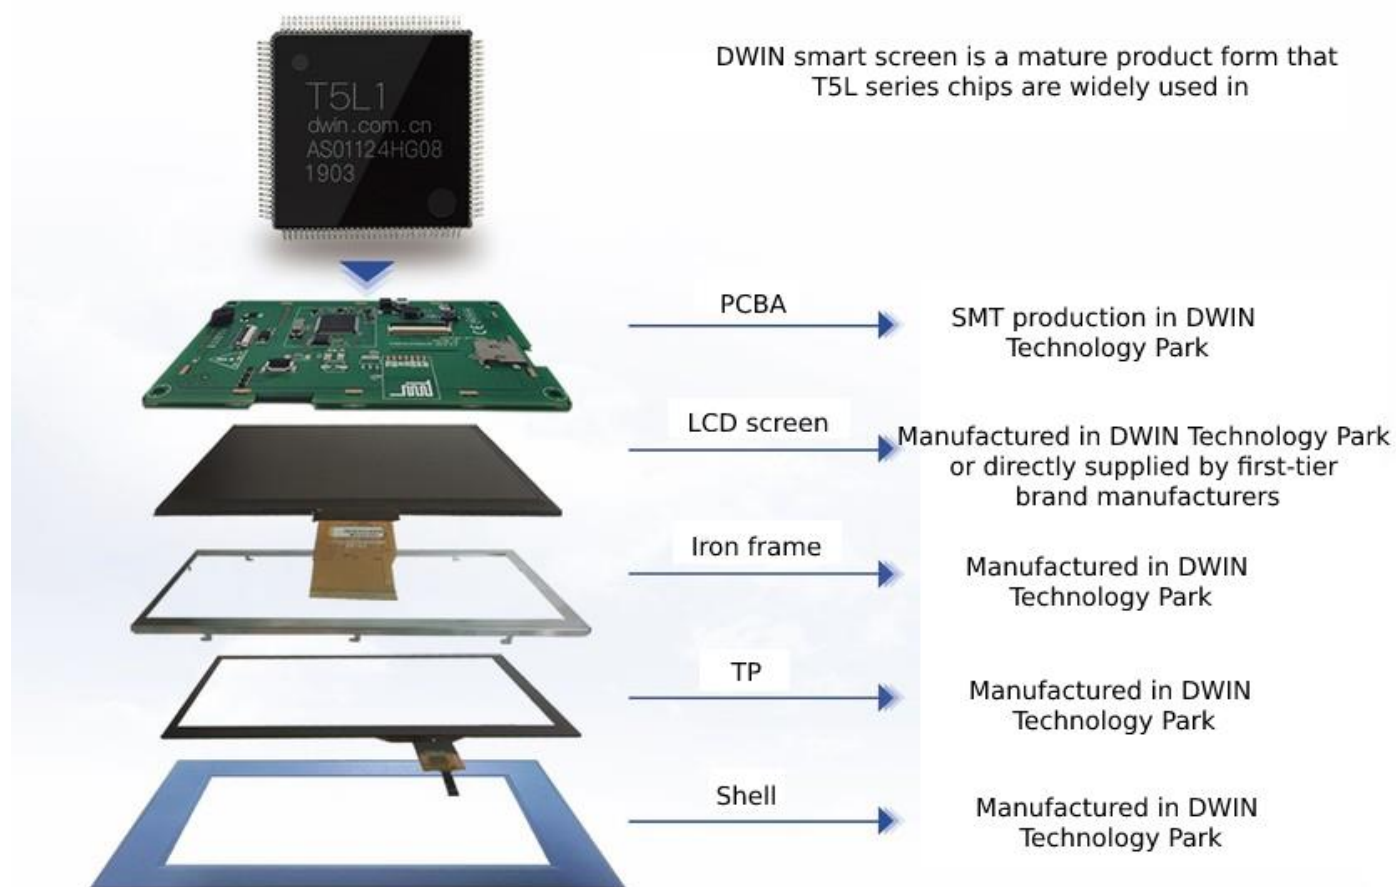 T5L1
dwin.com.cn
AS01124HG08
1903
DWIN smart screen is a mature product form that
T5L series chips are widely used in
PCBA
SMT production in DWIN
Technology Park
LCD screen
Manufactured in DWIN Technology Park
or directly supplied by first-tier
brand manufacturers
Iron frame
Manufactured in DWIN
Technology Park
TP
Manufactured in DWIN
Technology Park
Shell
Manufactured in DWIN
Technology Park